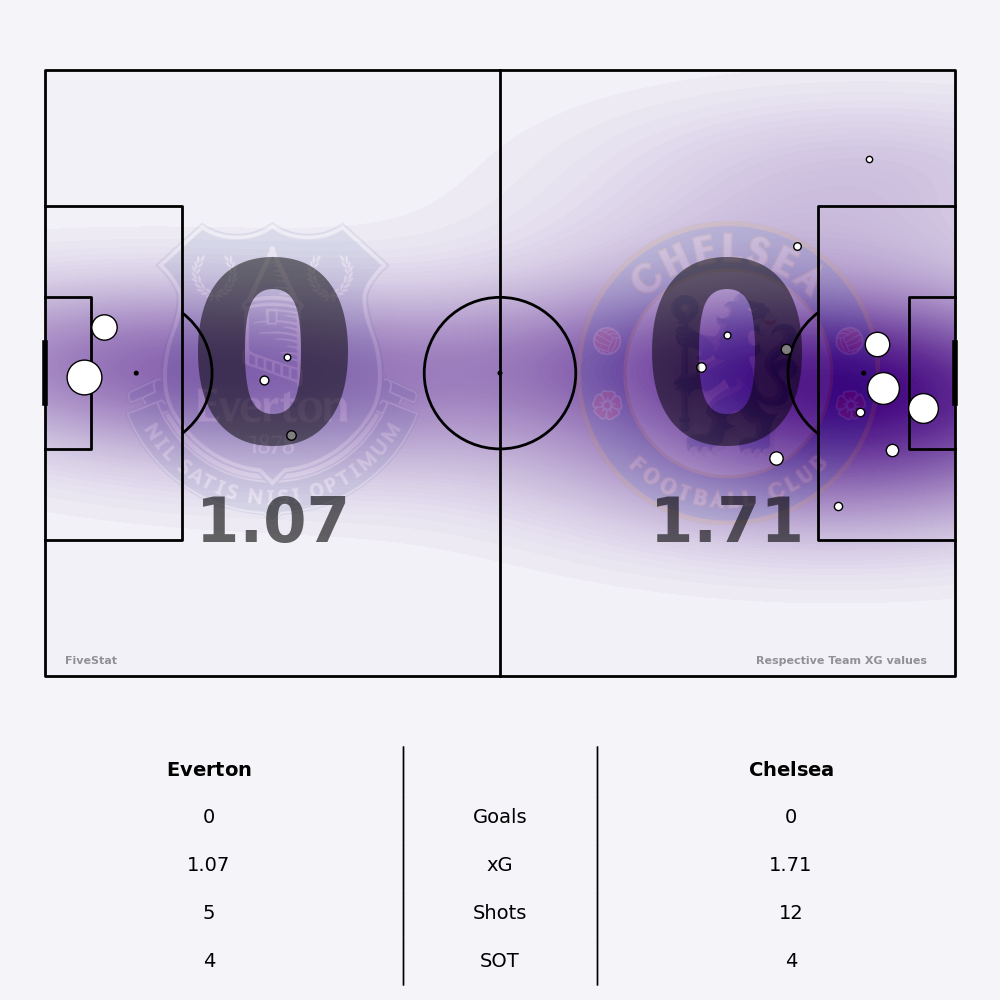 CHELSEA
FOOTBALL CLUB
0
0
Everton
1878
NIL SATIS NISI OPTIMUM
1.07
1.71
FiveStat
Respective Team XG values
Everton
Chelsea
0 Goals 0
1.07 xG 1.71
5 Shots 12
4 SOT 4